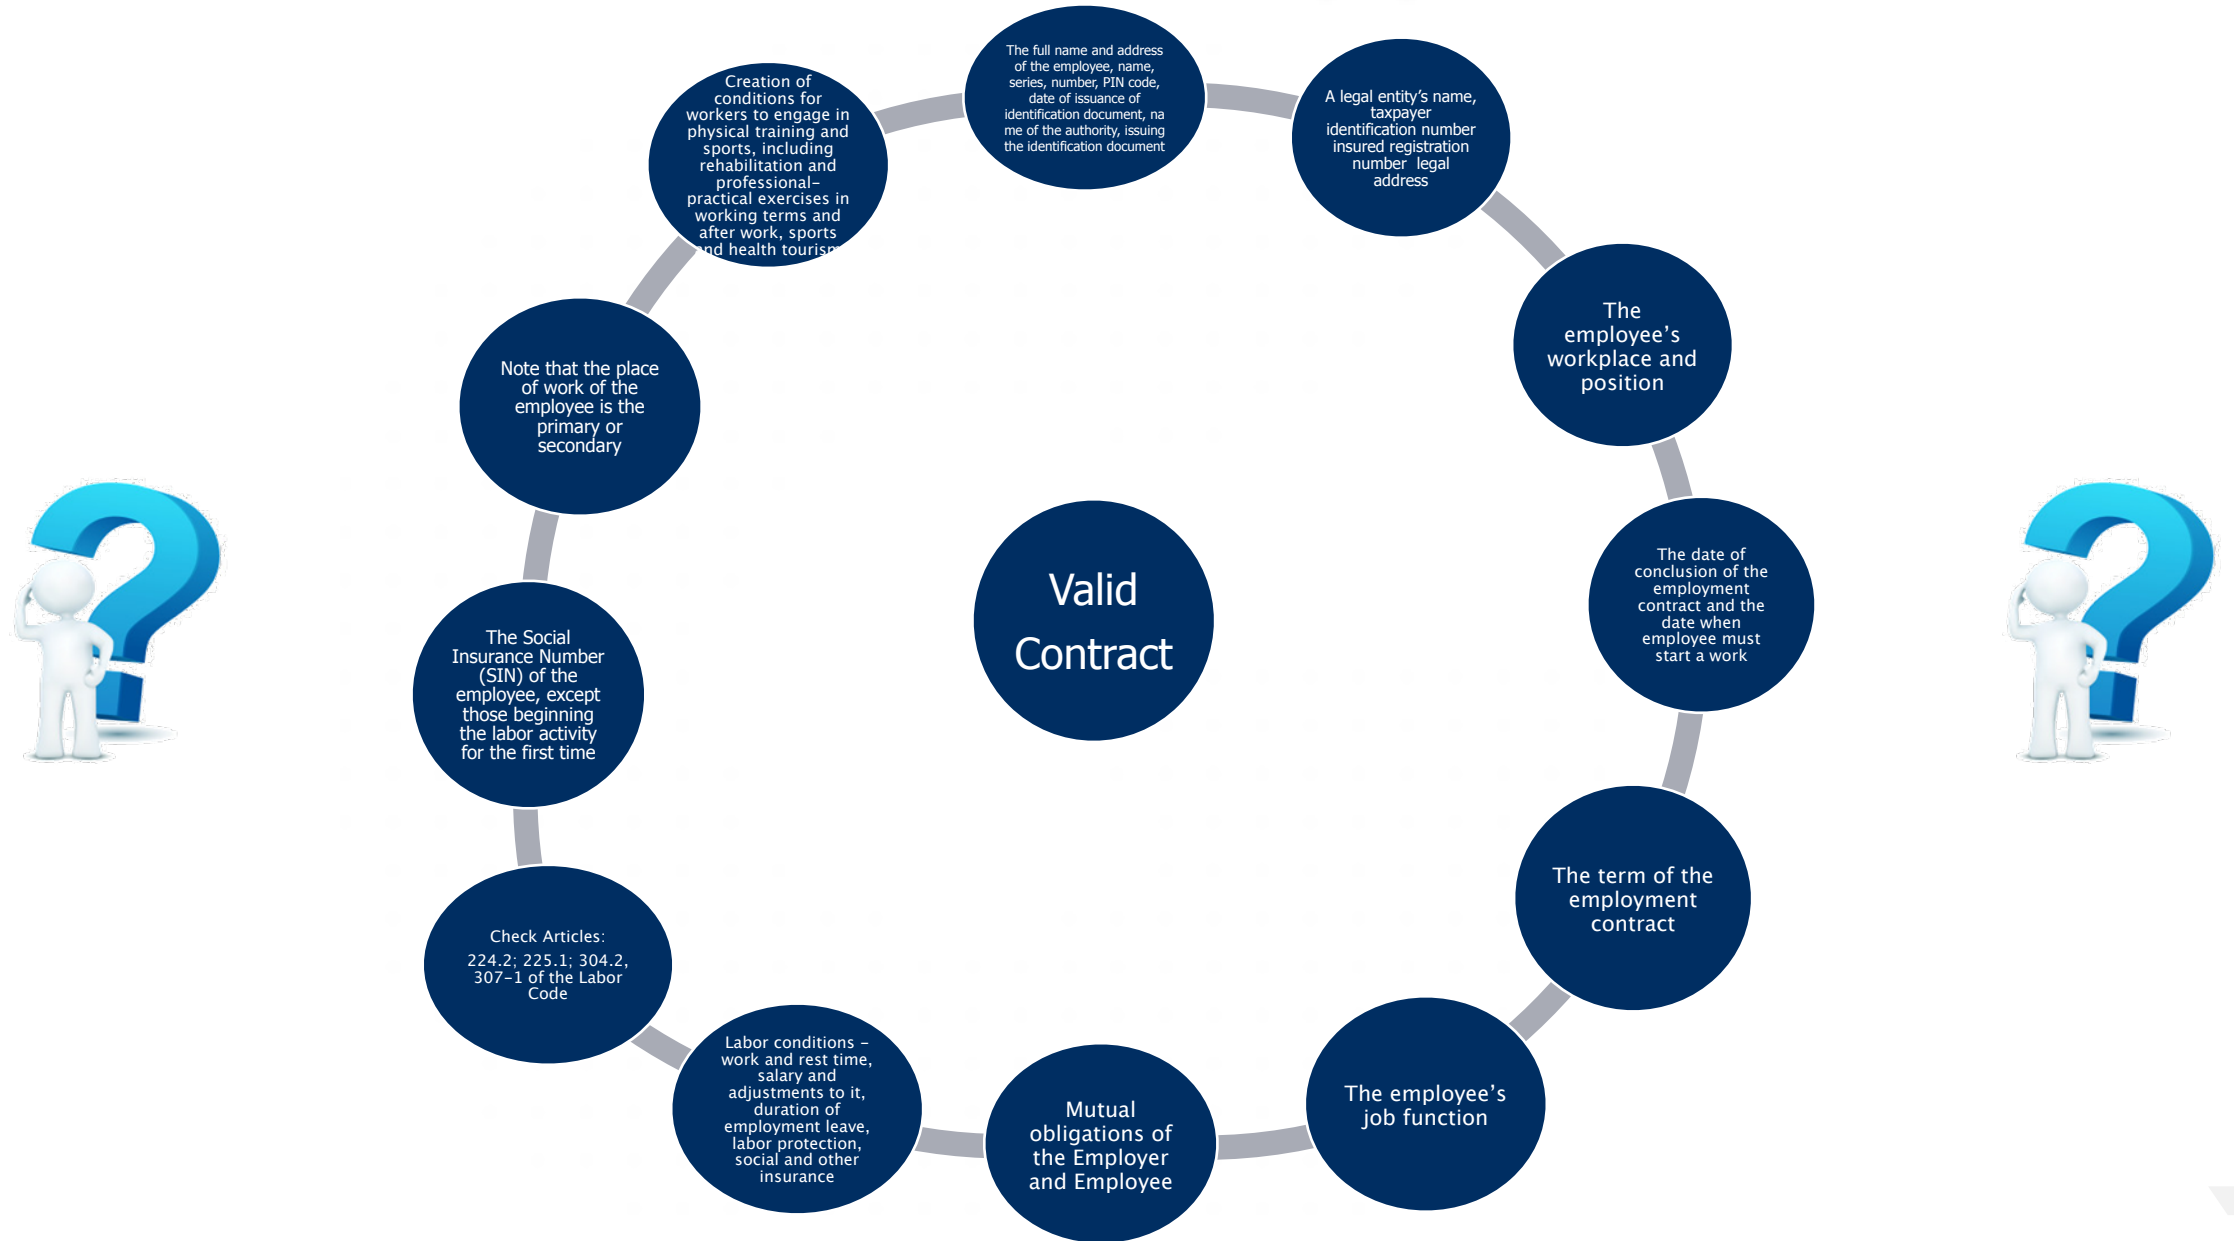 The full name and address
of the employee, name,
series, number, PIN code,
date of issuance of
identification document, na
me of the authority, issuing
the identification document
A legal entity’s name,
taxpayer
identification number
insured registration
number legal
address
The
employee’s
workplace and
position
The date of
conclusion of the
employment
contract and the
date when
employee must
start a work
The term of the
employment
contract
The employee’s
job function
Mutual
obligations of
the Employer
and Employee
Labor conditions –
work and rest time,
salary and
adjustments to it,
duration of
employment leave,
labor protection,
social and other
insurance
Check Articles:
224.2; 225.1; 304.2,
307-1 of the Labor
Code
The Social
Insurance Number
(SIN) of the
employee, except
those beginning
the labor activity
for the first time
Note that the place
of work of the
employee is the
primary or
secondary
Creation of
conditions for
workers to engage in
physical training and
sports, including
rehabilitation and
professional-
practical exercises in
working terms and
after work, sports
and health tourism
Valid
Contract